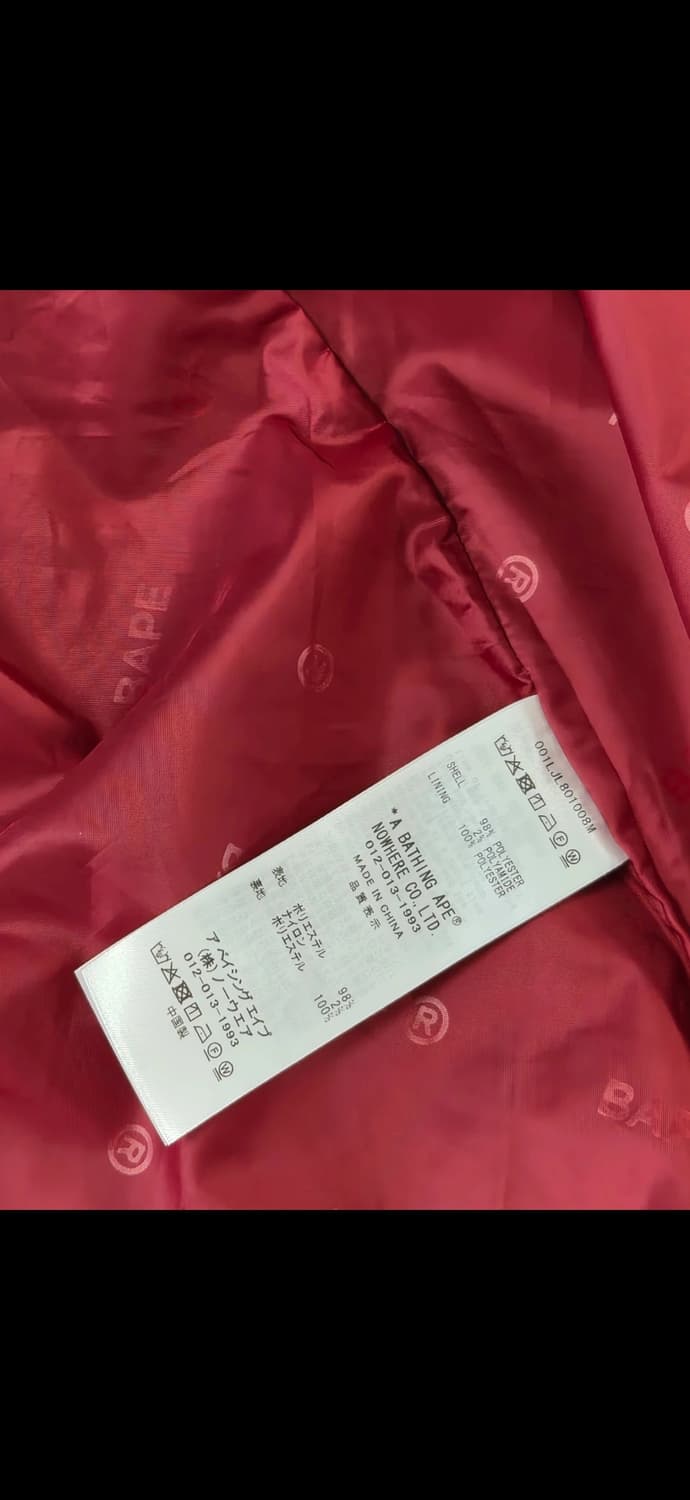 001LJL801008M
SHELL 98% POLYESTER
2% POLYAMIDE
LINING 100% POLYESTER
* A BATHING APE®
NOWHERE CO., LTD.
012-013-1993
MADE IN CHINA
品質表示
表地 ポリエステル 98%
ナイロン 2%
裏地 ポリエステル 100%
ア ベイシング エイプ
(株)ノーウエア
012-013-1993
中国製
BAPE
®
®
®
BA